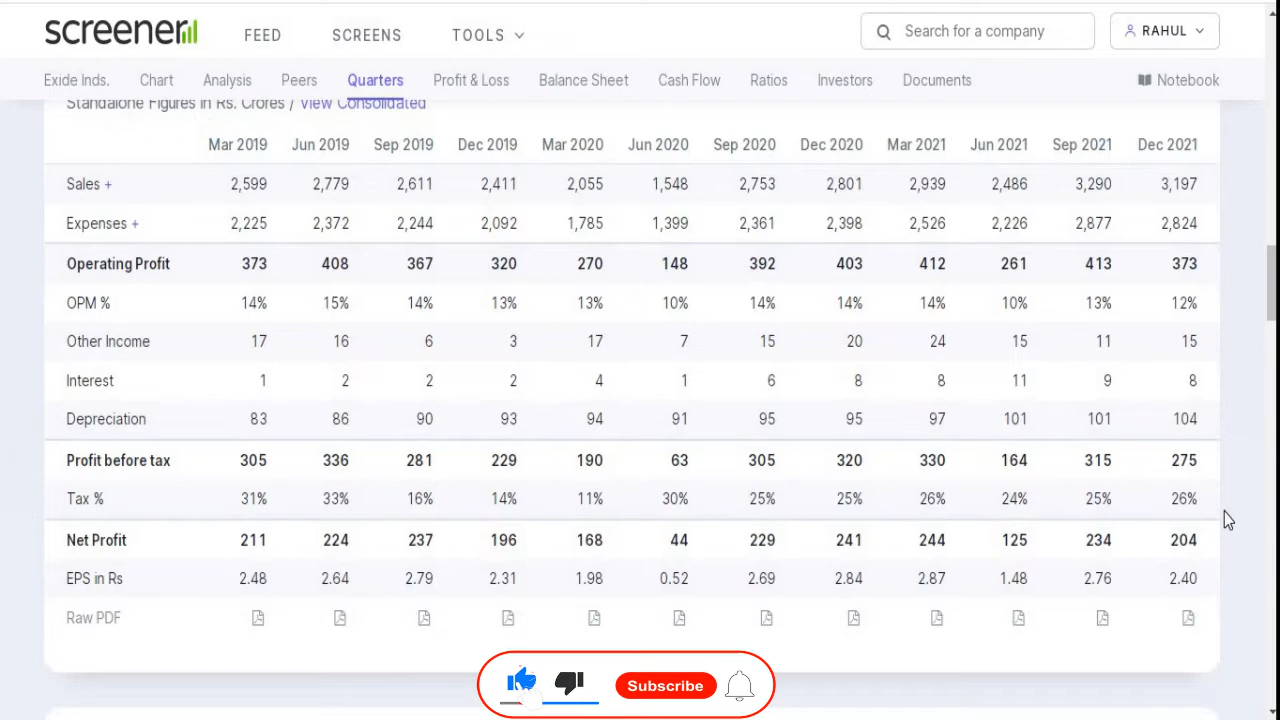 screener FEED SCREENS TOOLS Search for a company RAHUL
Exide Inds. Chart Analysis Peers Quarters Profit & Loss Balance Sheet Cash Flow Ratios Investors Documents Notebook
Standalone Figures in Rs. Crores / View Consolidated
Mar 2019 Jun 2019 Sep 2019 Dec 2019 Mar 2020 Jun 2020 Sep 2020 Dec 2020 Mar 2021 Jun 2021 Sep 2021 Dec 2021
Sales + 2,599 2,779 2,611 2,411 2,055 1,548 2,753 2,801 2,939 2,486 3,290 3,197
Expenses + 2,225 2,372 2,244 2,092 1,785 1,399 2,361 2,398 2,526 2,226 2,877 2,824
Operating Profit 373 408 367 320 270 148 392 403 412 261 413 373
OPM % 14% 15% 14% 13% 13% 10% 14% 14% 14% 10% 13% 12%
Other Income 17 16 6 3 17 7 15 20 24 15 11 15
Interest 1 2 2 2 4 1 6 8 8 11 9 8
Depreciation 83 86 90 93 94 91 95 95 97 101 101 104
Profit before tax 305 336 281 229 190 63 305 320 330 164 315 275
Tax % 31% 33% 16% 14% 11% 30% 25% 25% 26% 24% 25% 26%
Net Profit 211 224 237 196 168 44 229 241 244 125 234 204
EPS in Rs 2.48 2.64 2.79 2.31 1.98 0.52 2.69 2.84 2.87 1.48 2.76 2.40
Raw PDF
Subscribe